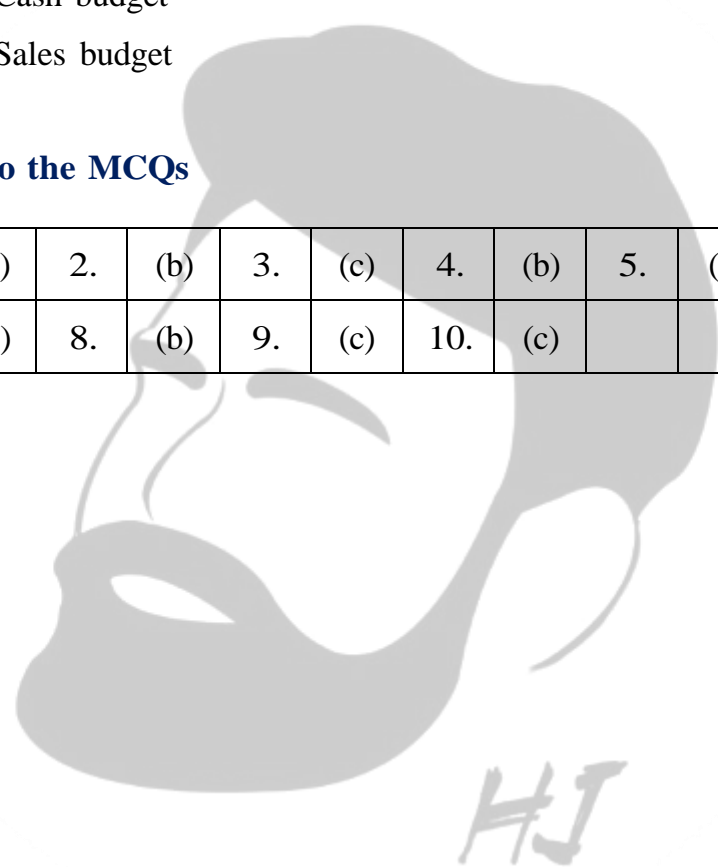 Cash budget
Sales budget
o the MCQs
) 2. (b) 3. (c) 4. (b) 5. (
) 8. (b) 9. (c) 10. (c)
HJ